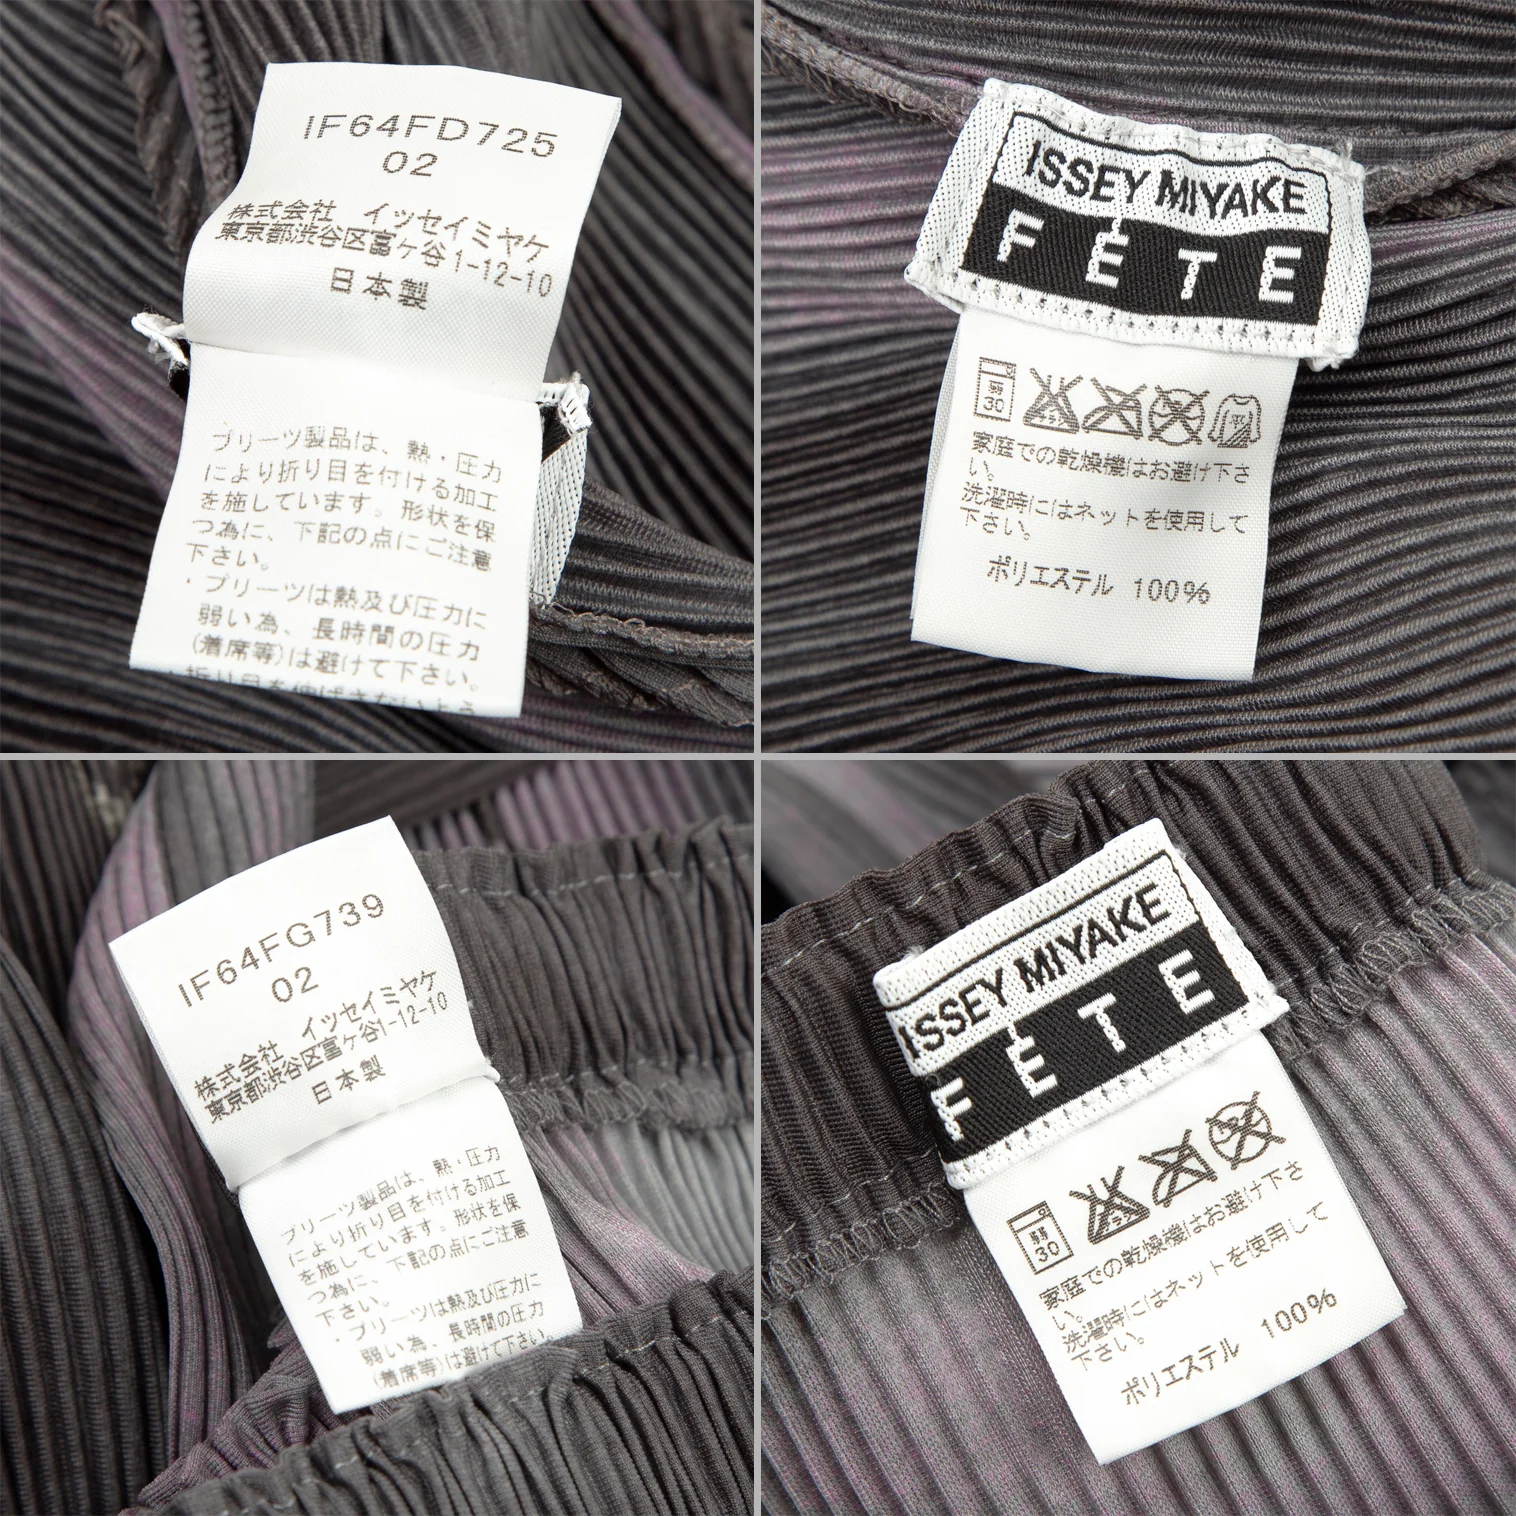 IF64FD725
02
株式会社 イッセイミヤケ
東京都渋谷区富ケ谷1-12-10
日本製
プリーツ製品は、熱・圧力
により折り目を付ける加工
を施しています。形状を保
つ為に、下記の点にご注意
下さい。
・プリーツは熱及び圧力に
弱い為、長時間の圧力
(着席等)は避けて下さい。
・折り目を伸ばさないよう
ISSEY MIYAKE
FÊTE
弱
30
家庭での乾燥機はお避け下さ
い。
洗濯時にはネットを使用して
下さい。
ポリエステル 100%
IF64FG739
02
株式会社 イッセイミヤケ
東京都渋谷区富ケ谷1-12-10
日本製
プリーツ製品は、熱・圧力
により折り目を付ける加工
を施しています。形状を保
つ為に、下記の点にご注意
下さい。
・プリーツは熱及び圧力に
弱い為、長時間の圧力
(着席等)は避けて下さい。
ISSEY MIYAKE
FÊTE
弱
30
家庭での乾燥機はお避け下さ
い。
洗濯時にはネットを使用して
下さい。
ポリエステル 100%